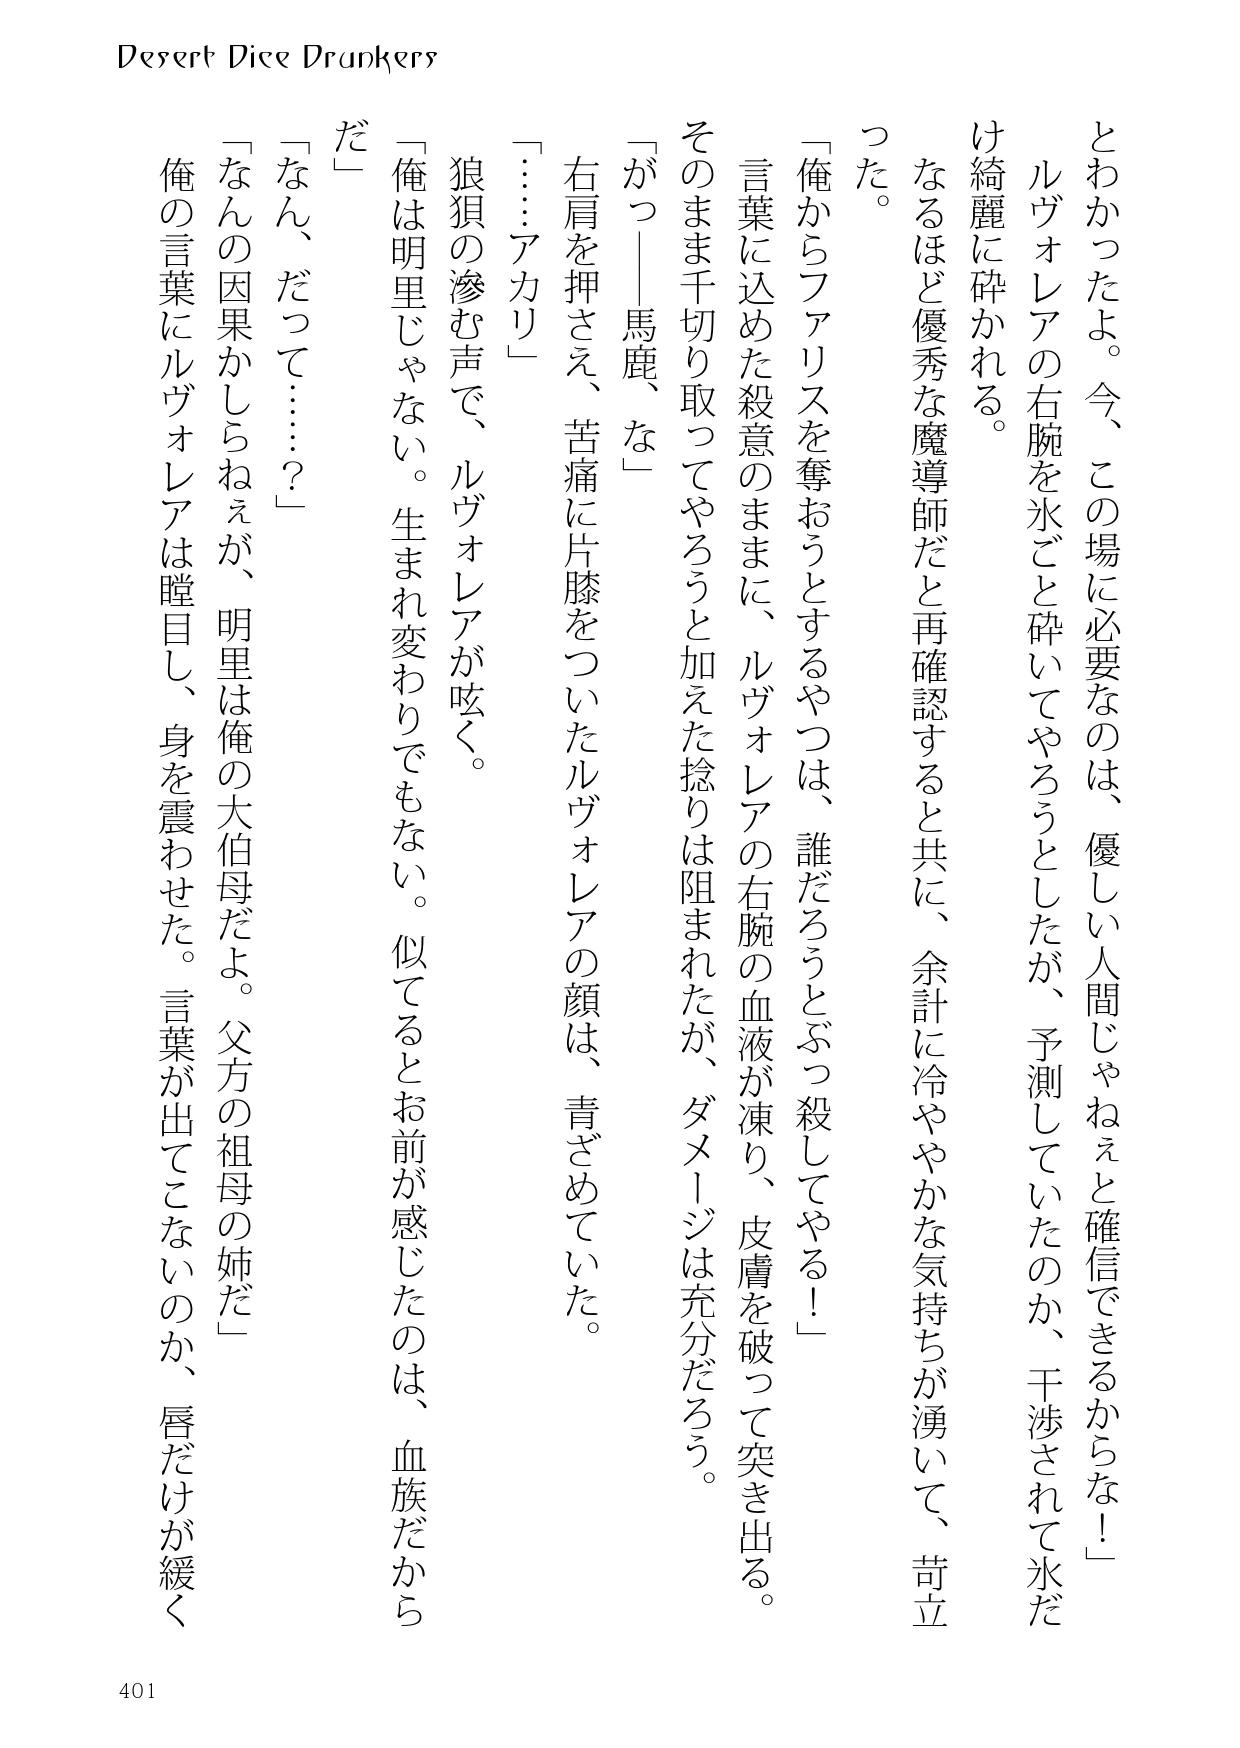 Desert Dice Drunkers
とわかったよ。今、この場に必要なのは、優しい人間じゃねぇと確信できるからな！」
ルヴォレアの右腕を氷ごと砕いてやろうとしたが、予測していたのか、干渉されて氷だ
け綺麗に砕かれる。
なるほど優秀な魔導師だと再確認すると共に、余計に冷ややかな気持ちが湧いて、苛立
った。
「俺からファリスを奪おうとするやつは、誰だろうとぶっ殺してやる！」
言葉に込めた殺意のままに、ルヴォレアの右腕の血液が凍り、皮膚を破って突き出る。
そのまま千切り取ってやろうと加えた捻りは阻まれたが、ダメージは充分だろう。
「がっ――馬鹿、な」
右肩を押さえ、苦痛に片膝をついたルヴォレアの顔は、青ざめていた。
「……アカリ」
狼狽の滲む声で、ルヴォレアが呟く。
「俺は明里じゃない。生まれ変わりでもない。似てるとお前が感じたのは、血族だから
だ」
「なん、だって……？」
「なんの因果かしらねぇが、明里は俺の大伯母だよ。父方の祖母の姉だ」
俺の言葉にルヴォレアは瞠目し、身を震わせた。言葉が出てこないのか、唇だけが緩く
401